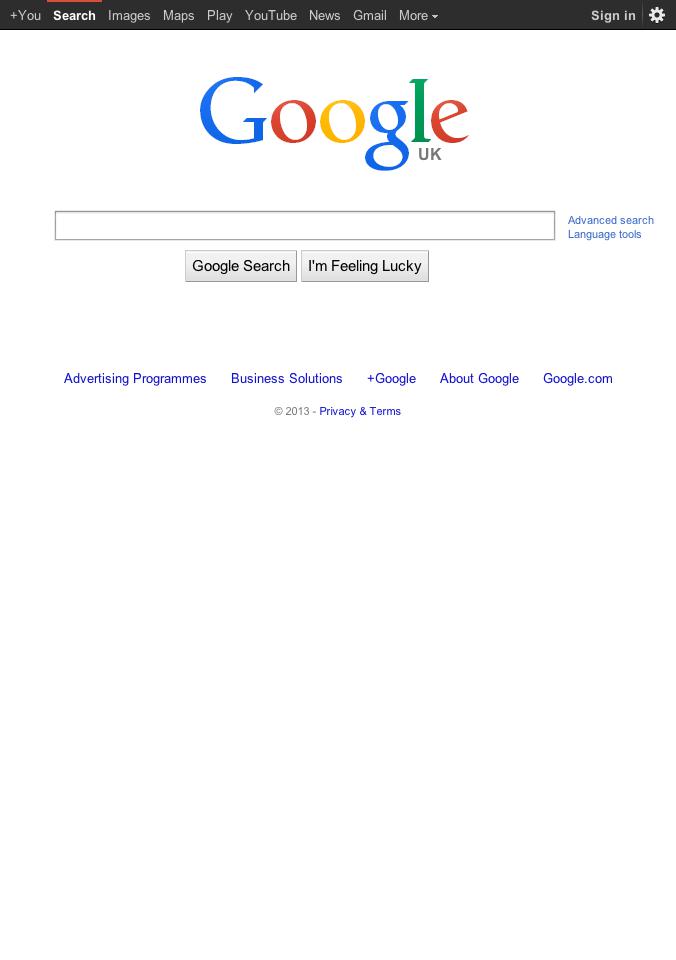 +You Search Images Maps Play YouTube News Gmail More Sign in
Google
UK
Advanced search
Language tools
Google Search I'm Feeling Lucky
Advertising Programmes Business Solutions +Google About Google Google.com
© 2013 - Privacy & Terms